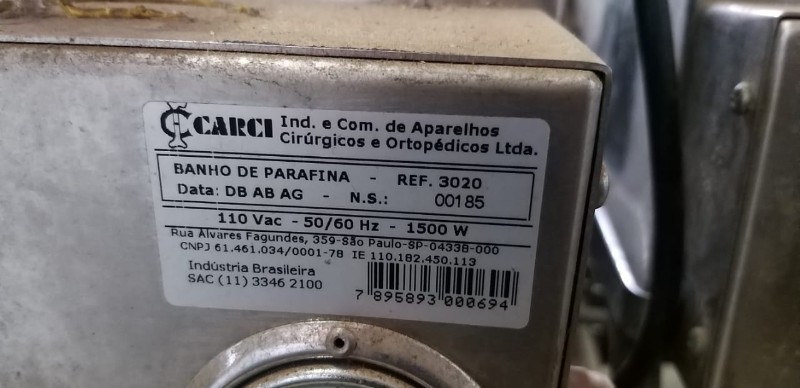 CARCI Ind. e Com. de Aparelhos
Cirúrgicos e Ortopédicos Ltda.
BANHO DE PARAFINA - REF. 3020
Data: DB AB AG - N.S.: 00185
110 Vac - 50/60 Hz - 1500 W
Rua Álvares Fagundes, 359-São Paulo-SP-04338-000
CNPJ 61.461.034/0001-78 IE 110.182.450.113
Indústria Brasileira
SAC (11) 3346 2100
7 895893 000694